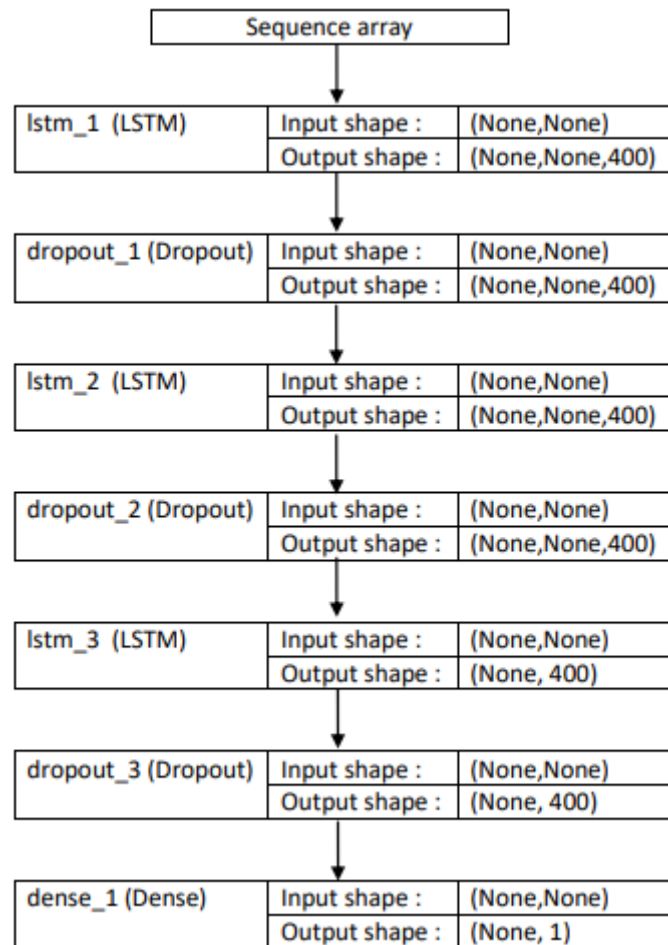 Sequence array
lstm_1 (LSTM) Input shape : (None,None)
Output shape : (None,None,400)
dropout_1 (Dropout) Input shape : (None,None)
Output shape : (None,None,400)
lstm_2 (LSTM) Input shape : (None,None)
Output shape : (None,None,400)
dropout_2 (Dropout) Input shape : (None,None)
Output shape : (None,None,400)
lstm_3 (LSTM) Input shape : (None,None)
Output shape : (None, 400)
dropout_3 (Dropout) Input shape : (None,None)
Output shape : (None, 400)
dense_1 (Dense) Input shape : (None,None)
Output shape : (None, 1)